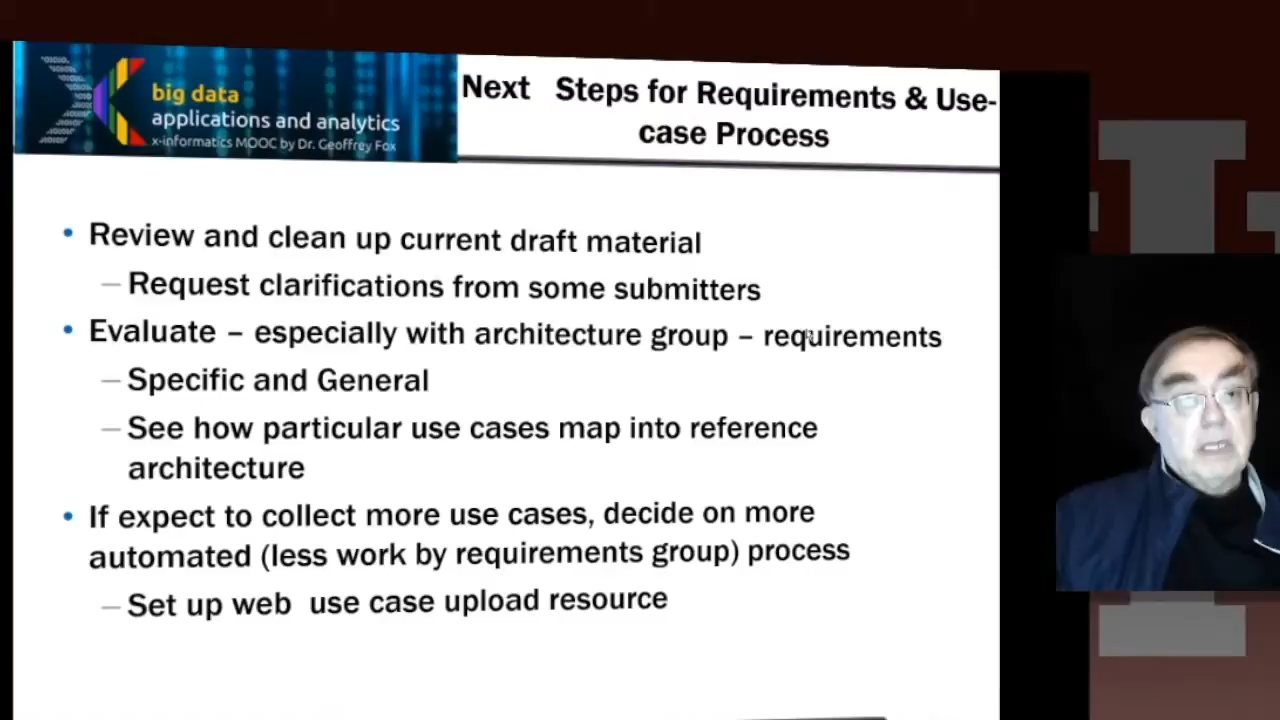 big data
applications and analytics
x-informatics MOOC by Dr. Geoffrey Fox
Next Steps for Requirements & Use-
case Process
• Review and clean up current draft material
– Request clarifications from some submitters
• Evaluate – especially with architecture group – requirements
– Specific and General
– See how particular use cases map into reference
architecture
• If expect to collect more use cases, decide on more
automated (less work by requirements group) process
– Set up web use case upload resource